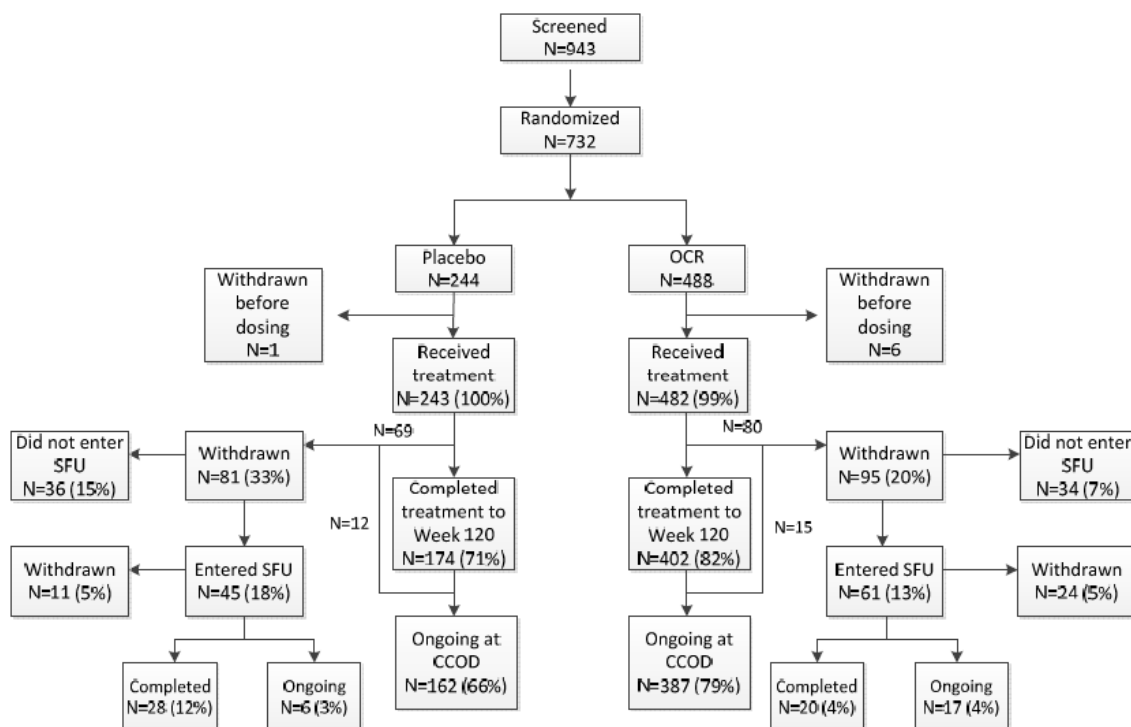 Screened
N=943
Randomized
N=732
Placebo
N=244
OCR
N=488
Withdrawn
before
dosing
N=1
Withdrawn
before
dosing
N=6
Received
treatment
N=243 (100%)
Received
treatment
N=482 (99%)
N=69
N=80
Did not enter
SFU
N=36 (15%)
Withdrawn
N=81 (33%)
Completed
treatment to
Week 120
N=174 (71%)
Completed
treatment to
Week 120
N=402 (82%)
Withdrawn
N=95 (20%)
Did not enter
SFU
N=34 (7%)
N=12
N=15
Withdrawn
N=11 (5%)
Entered SFU
N=45 (18%)
Entered SFU
N=61 (13%)
Withdrawn
N=24 (5%)
Ongoing at
CCOD
N=162 (66%)
Ongoing at
CCOD
N=387 (79%)
Completed
N=28 (12%)
Ongoing
N=6 (3%)
Completed
N=20 (4%)
Ongoing
N=17 (4%)